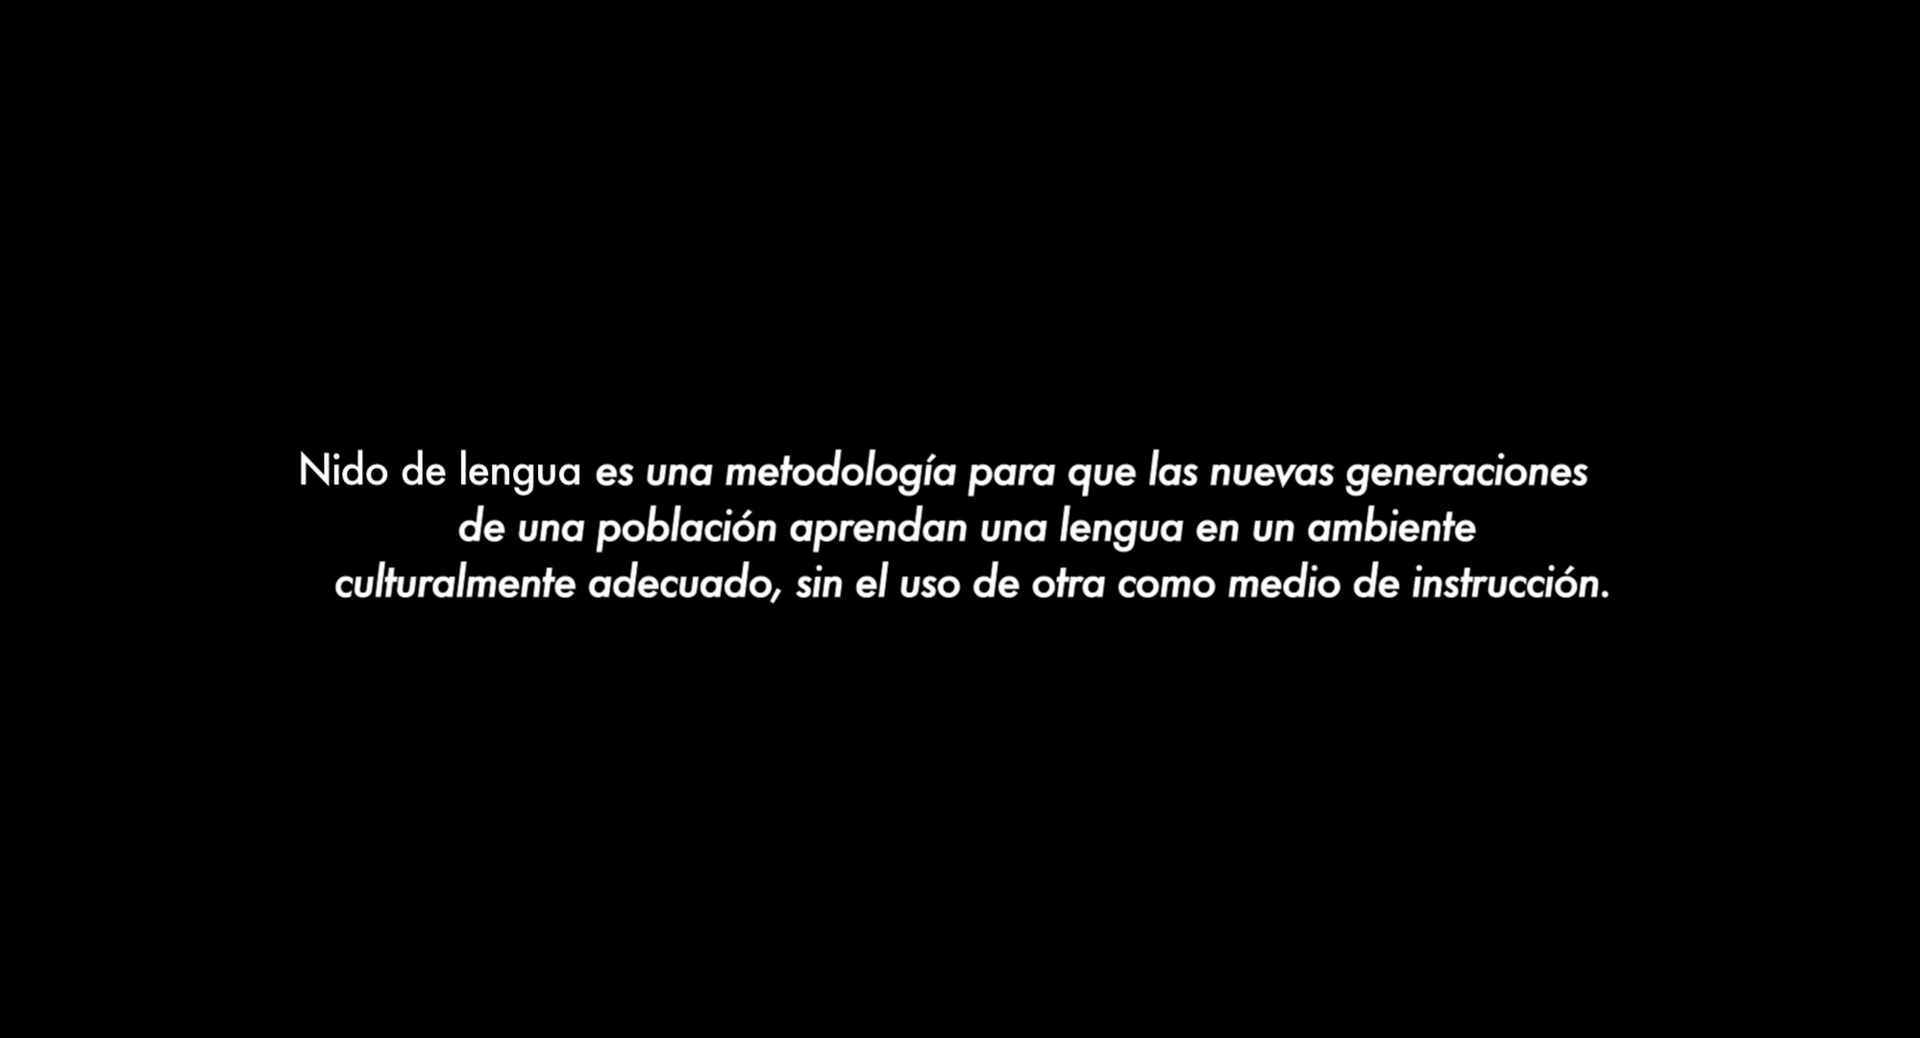 Nido de lengua es una metodología para que las nuevas generaciones
de una población aprendan una lengua en un ambiente
culturalmente adecuado, sin el uso de otra como medio de instrucción.